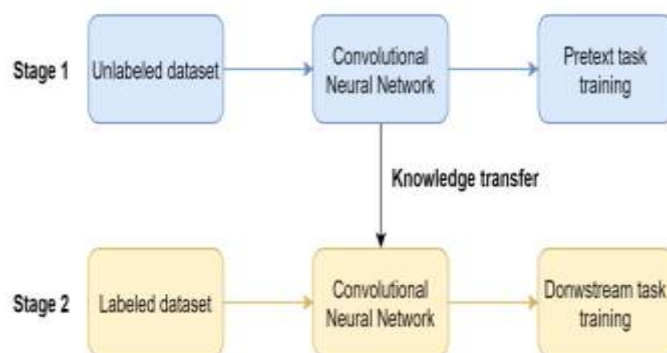 Stage 1
Unlabeled dataset
Convolutional
Neural Network
Pretext task
training
Knowledge transfer
Stage 2
Labeled dataset
Convolutional
Neural Network
Donwstream task
training